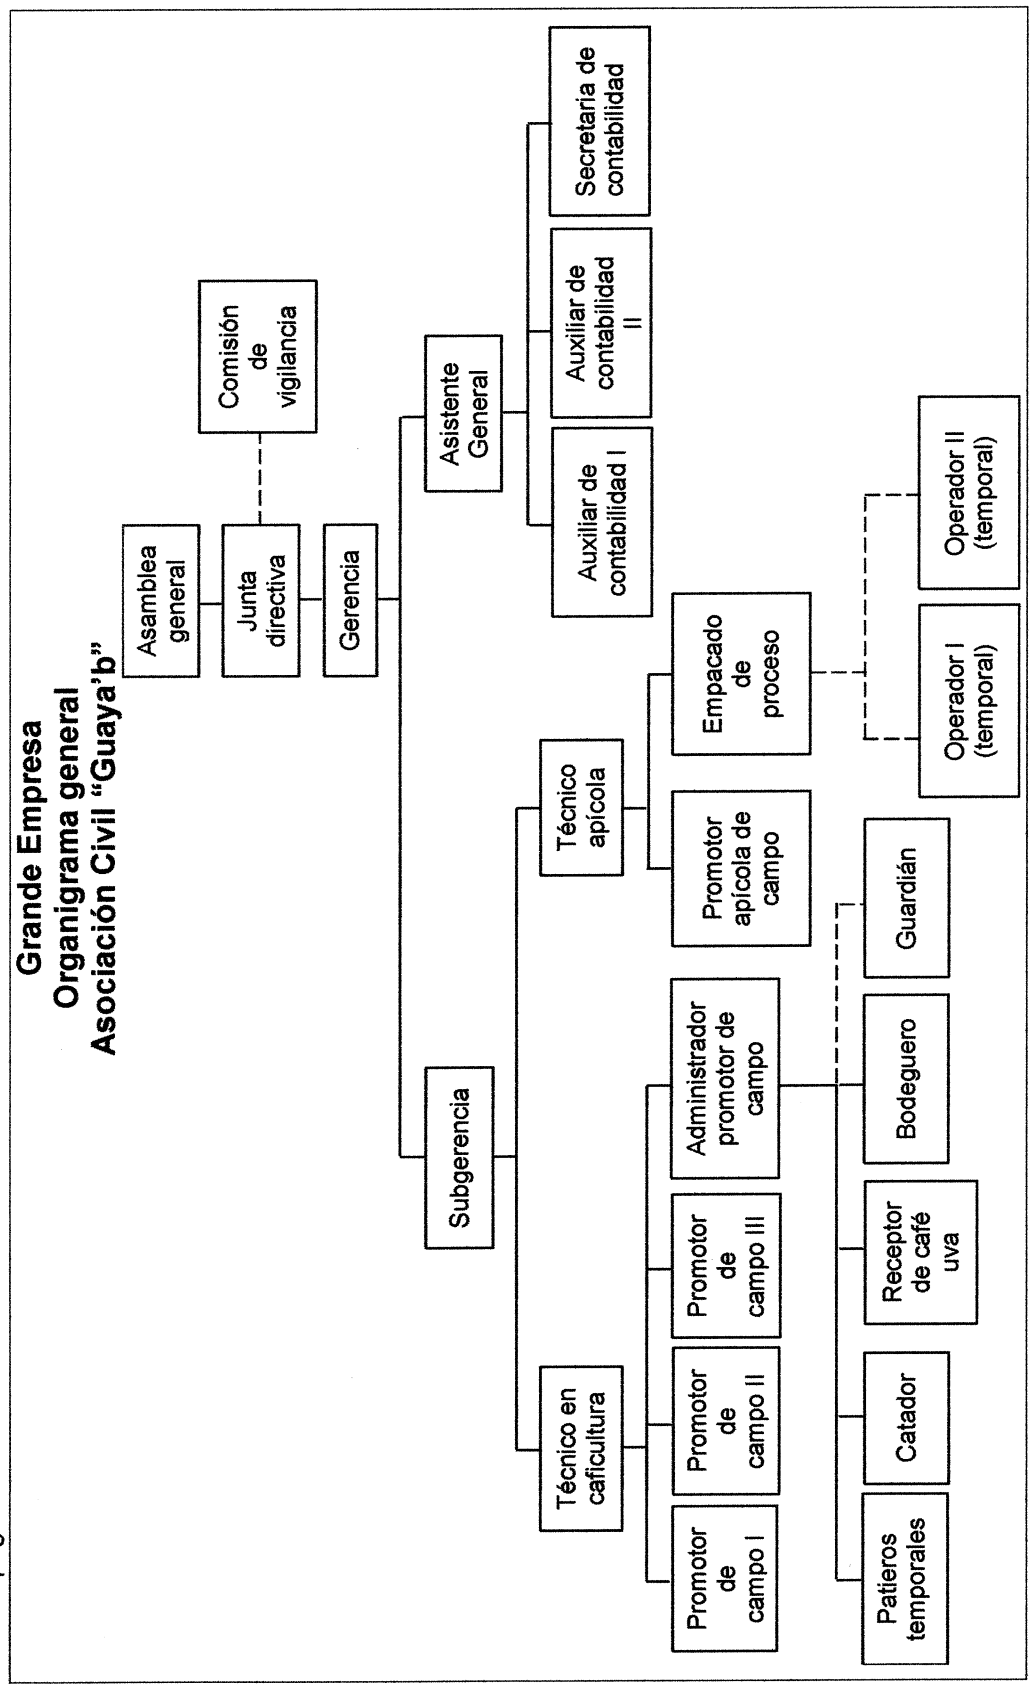 Grande Empresa
Organigrama general
Asociación Civil “Guaya’b”
Asamblea
general
Junta
directiva
Comisión
de
vigilancia
Gerencia
Subgerencia
Asistente
General
Técnico en
caficultura
Técnico
apícola
Auxiliar de
contabilidad I
Auxiliar de
contabilidad
II
Secretaria de
contabilidad
Promotor
de
campo I
Promotor
de
campo II
Promotor
de
campo III
Administrador
promotor de
campo
Promotor
apícola de
campo
Empacado
de
proceso
Patieros
temporales
Catador
Receptor
de café
uva
Bodeguero
Guardián
Operador I
(temporal)
Operador II
(temporal)